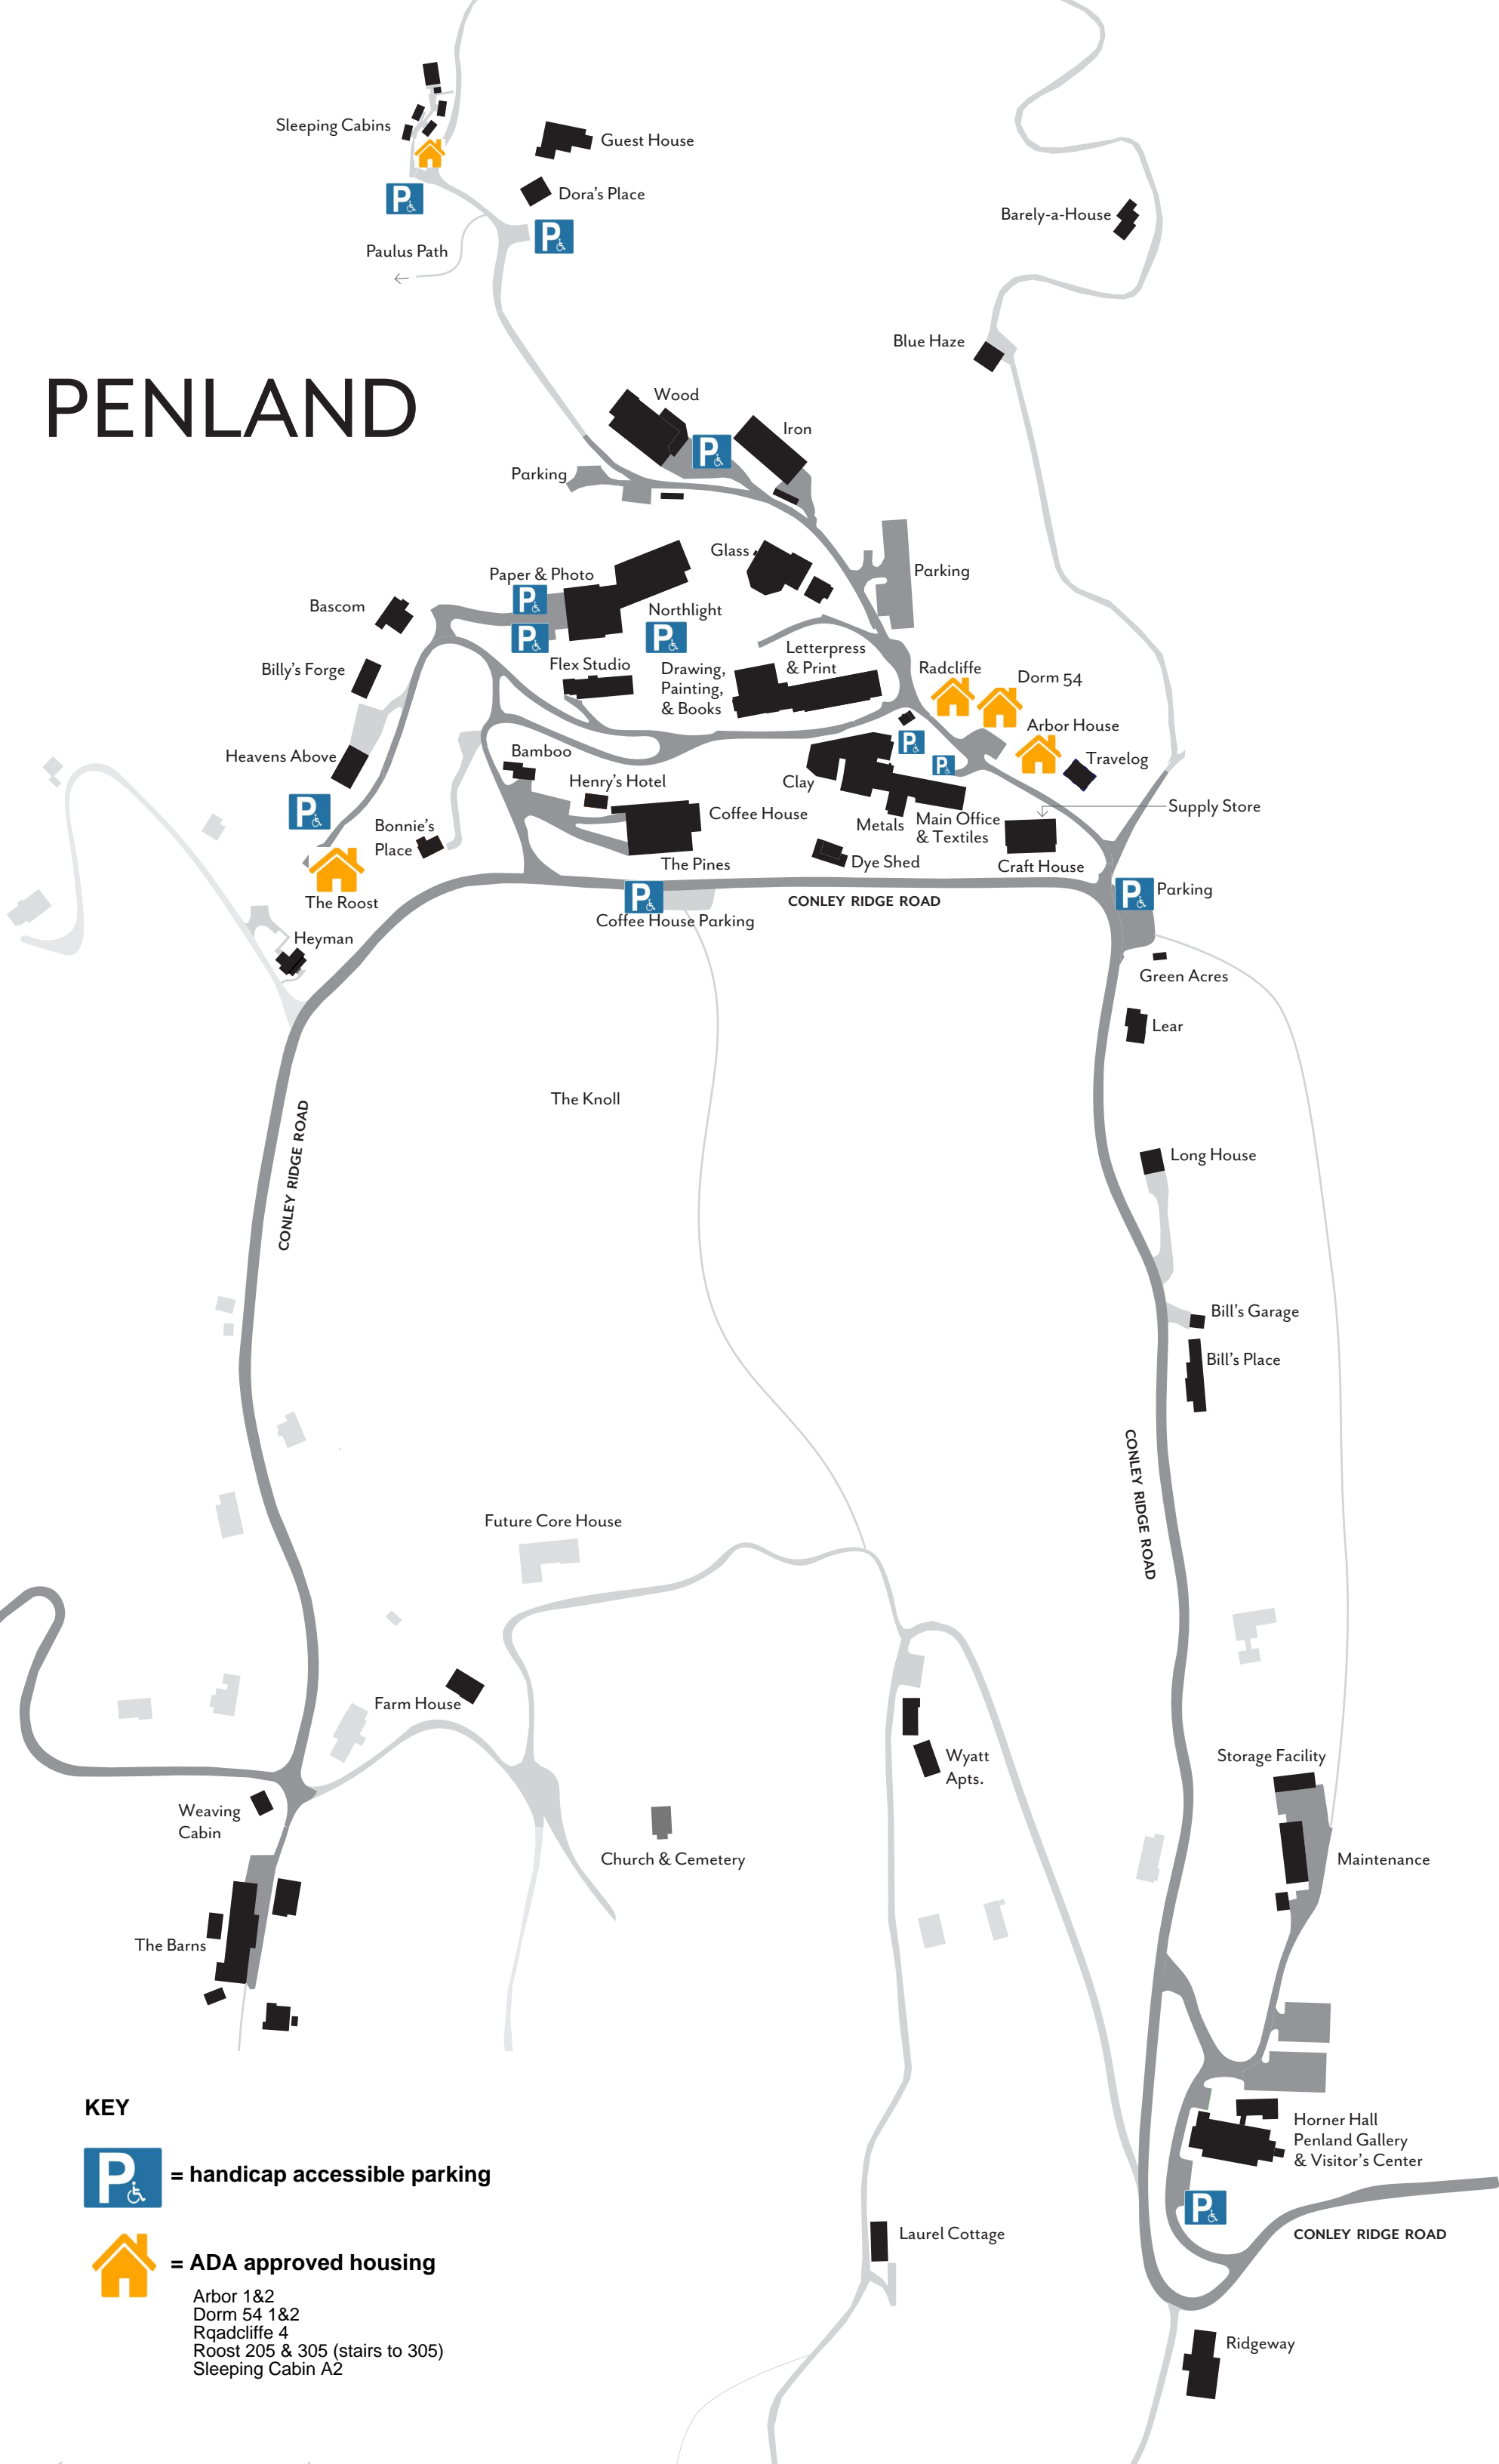 Sleeping Cabins
Guest House
Dora's Place
Paulus Path
Barely-a-House
Blue Haze
PENLAND
Wood
Iron
Parking
Glass
Parking
Paper & Photo
Northlight
Bascom
Billy's Forge
Flex Studio
Drawing,
Painting,
& Books
Letterpress
& Print
Radcliffe
Dorm 54
Arbor House
Travelog
Heavens Above
Bamboo
Henry's Hotel
Coffee House
Clay
Metals
Main Office
& Textiles
Supply Store
Bonnie's
Place
The Pines
Dye Shed
Craft House
The Roost
Coffee House Parking
CONLEY RIDGE ROAD
Parking
Heyman
Green Acres
Lear
The Knoll
CONLEY RIDGE ROAD
Long House
Bill's Garage
Bill's Place
CONLEY RIDGE ROAD
Future Core House
Farm House
Wyatt
Apts.
Storage Facility
Weaving
Cabin
Church & Cemetery
Maintenance
The Barns
KEY
P
= handicap accessible parking
= ADA approved housing
Arbor 1&2
Dorm 54 1&2
Rqadcliffe 4
Roost 205 & 305 (stairs to 305)
Sleeping Cabin A2
Horner Hall
Penland Gallery
& Visitor's Center
P
CONLEY RIDGE ROAD
Laurel Cottage
Ridgeway
P
P
P
P
P
P
P
P
P
P
P